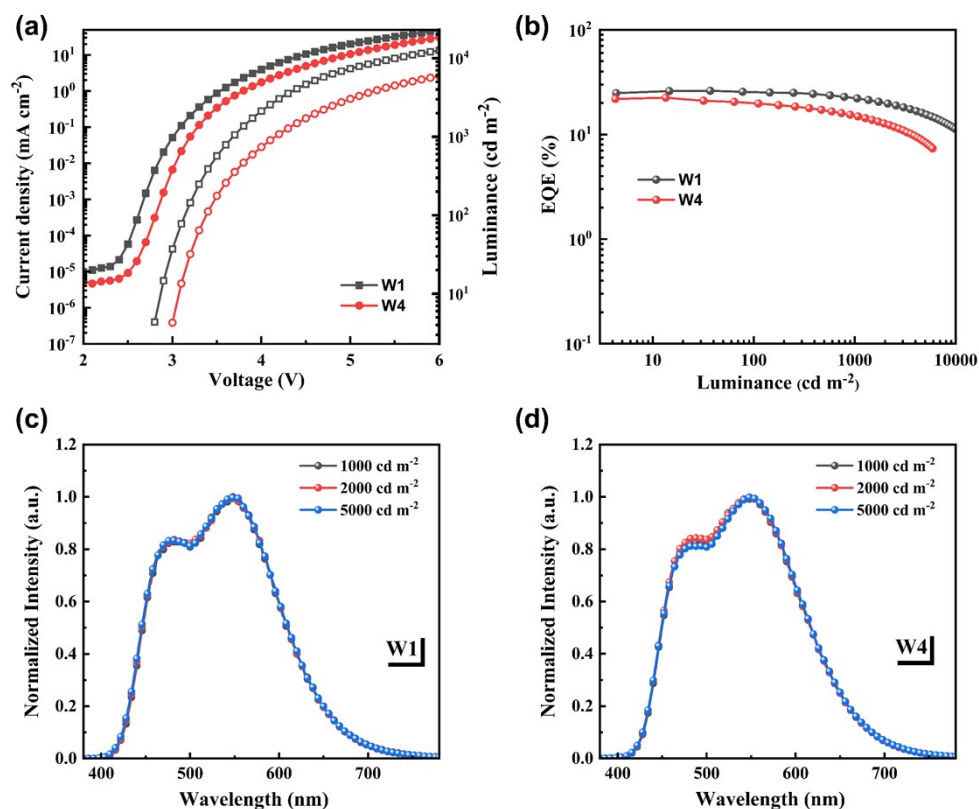 (a)
Current density (mA cm⁻²)
10¹
10⁰
10⁻¹
10⁻²
10⁻³
10⁻⁴
10⁻⁵
10⁻⁶
10⁻⁷
2 3 4 5 6
Voltage (V)
10⁴
10³
10²
10¹
Luminance (cd m⁻²)
W1
W4
(b)
EQE (%)
10²
10¹
10⁰
10⁻¹
10 100 1000 10000
Luminance (cd m⁻²)
W1
W4
(c)
Normalized Intensity (a.u.)
1.2
1.0
0.8
0.6
0.4
0.2
0.0
400 500 600 700
Wavelength (nm)
1000 cd m⁻²
2000 cd m⁻²
5000 cd m⁻²
W1
(d)
Normalized Intensity (a.u.)
1.2
1.0
0.8
0.6
0.4
0.2
0.0
400 500 600 700
Wavelength (nm)
1000 cd m⁻²
2000 cd m⁻²
5000 cd m⁻²
W4